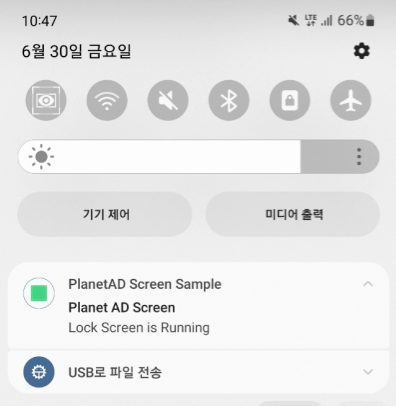 10:47
LTE 66%
6월 30일 금요일
기기 제어
미디어 출력
PlanetAD Screen Sample
Planet AD Screen
Lock Screen is Running
USB로 파일 전송